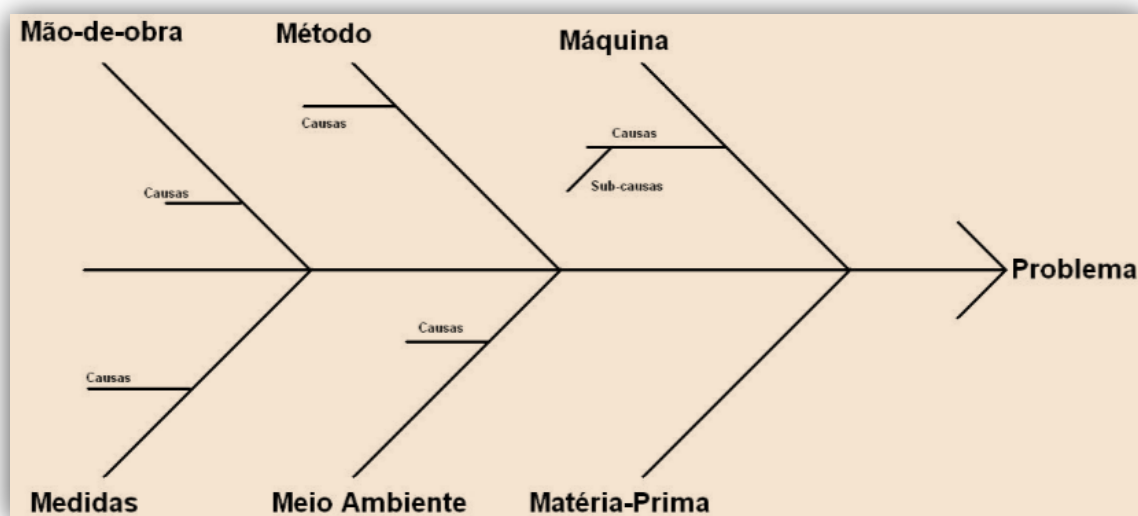 Mão-de-obra
Método
Máquina
Causas
Causas
Sub-causas
Causas
Problema
Causas
Causas
Medidas
Meio Ambiente
Matéria-Prima